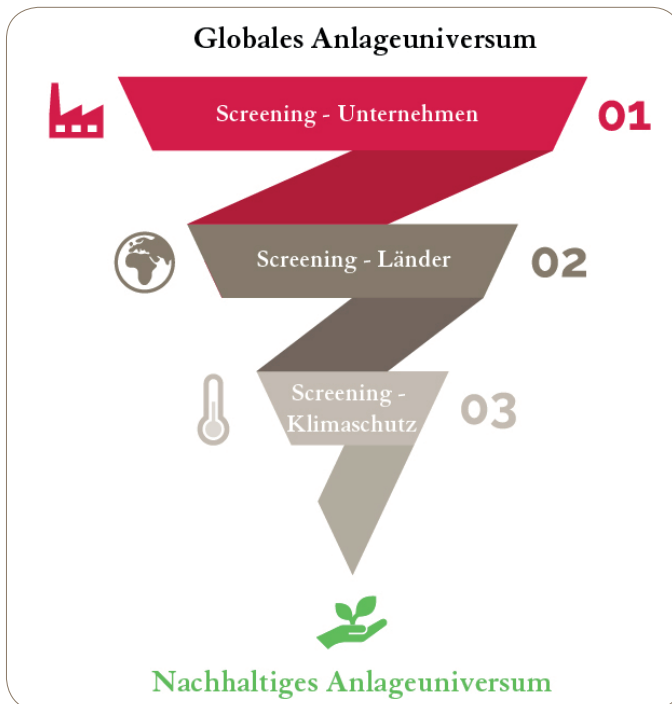 Globales Anlageuniversum
Screening - Unternehmen
01
Screening - Länder
02
Screening -
Klimaschutz
03
Nachhaltiges Anlageuniversum